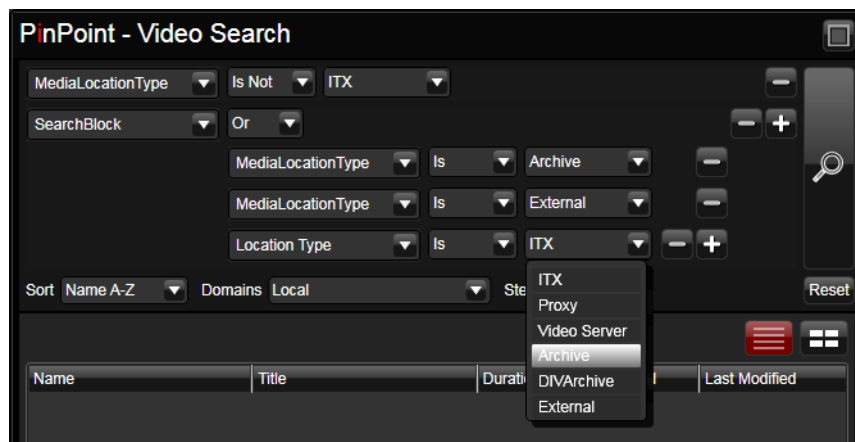 PinPoint - Video Search
MediaLocationType Is Not ITX
SearchBlock Or
MediaLocationType Is Archive
MediaLocationType Is External
Location Type Is ITX
ITX
Sort Name A-Z Domains Local Reset
Proxy
Video Server
Archive
Name Title Last Modified
DIVArchive
External